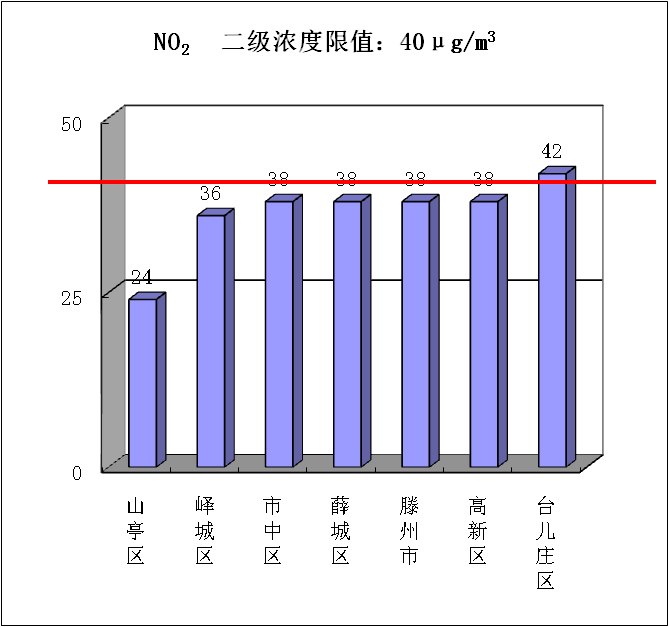 NO₂ 二级浓度限值：40μg/m³
50
25
0
24
36
38
38
38
38
42
山亭区
峄城区
市中区
薛城区
滕州市
高新区
台儿庄区